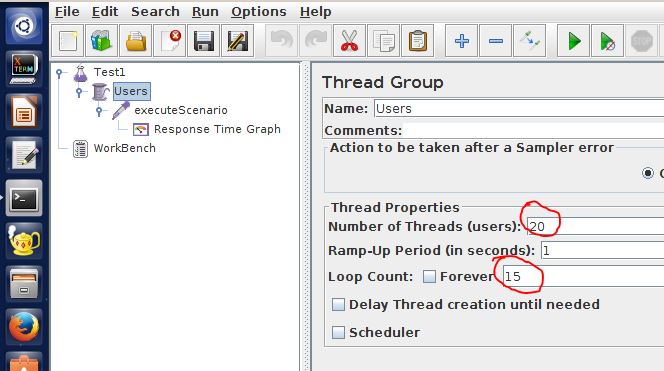 File Edit Search Run Options Help
STOP
X
TERM
Test1
Users
executeScenario
Response Time Graph
WorkBench
Thread Group
Name: Users
Comments:
Action to be taken after a Sampler error
Thread Properties
Number of Threads (users): 20
Ramp-Up Period (in seconds): 1
Loop Count: Forever 15
Delay Thread creation until needed
Scheduler